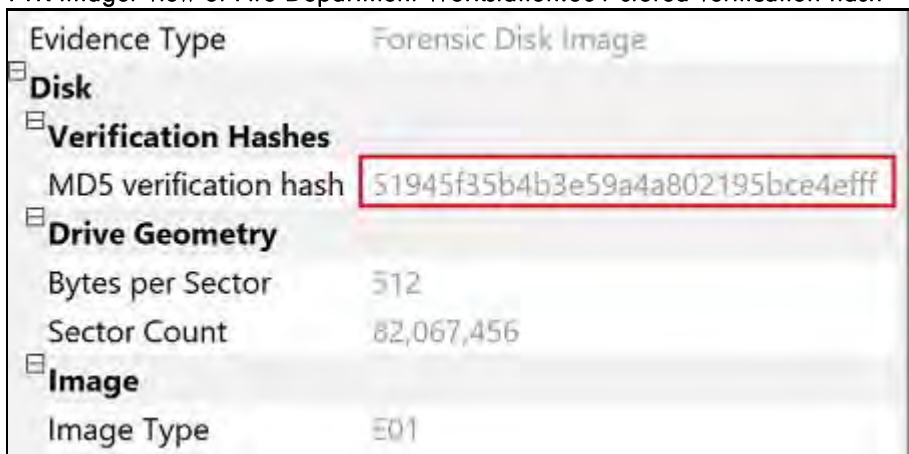 Evidence Type Forensic Disk Image
Disk
Verification Hashes
MD5 verification hash 51945f35b4b3e59a4a802195bce4efff
Drive Geometry
Bytes per Sector 512
Sector Count 82,067,456
Image
Image Type E01